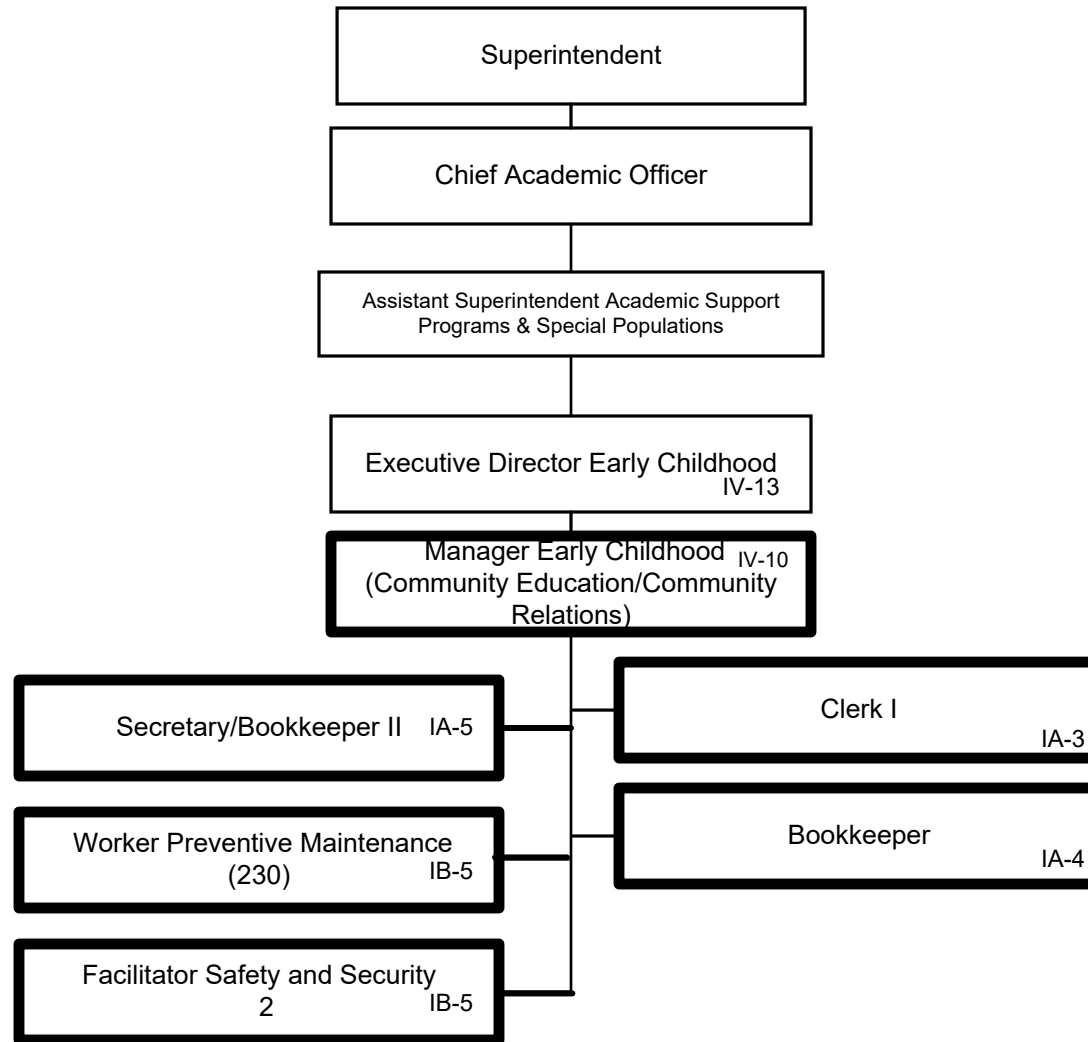 Superintendent
Chief Academic Officer
Assistant Superintendent Academic Support
Programs & Special Populations
Executive Director Early Childhood
IV-13
Manager Early Childhood IV-10
(Community Education/Community
Relations)
Secretary/Bookkeeper II IA-5
Clerk I
IA-3
Worker Preventive Maintenance
(230) IB-5
Bookkeeper
IA-4
Facilitator Safety and Security
2 IB-5